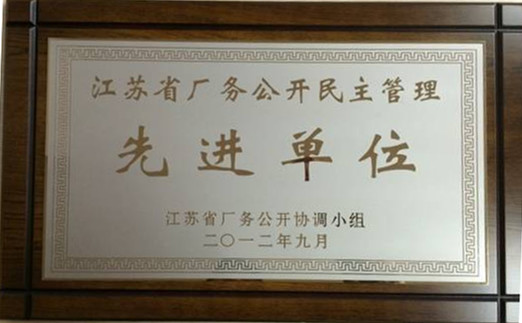 江苏省厂务公开民主管理
先进单位
江苏省厂务公开协调小组
二〇一二年九月